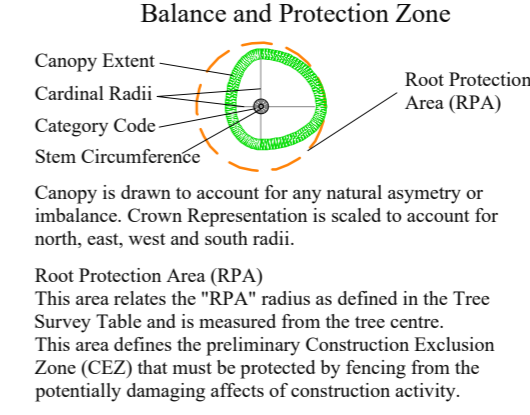 Balance and Protection Zone
Canopy Extent
Cardinal Radii
Category Code
Stem Circumference
Root Protection
Area (RPA)
Canopy is drawn to account for any natural asymetry or
imbalance. Crown Representation is scaled to account for
north, east, west and south radii.
Root Protection Area (RPA)
This area relates the "RPA" radius as defined in the Tree
Survey Table and is measured from the tree centre.
This area defines the preliminary Construction Exclusion
Zone (CEZ) that must be protected by fencing from the
potentially damaging affects of construction activity.